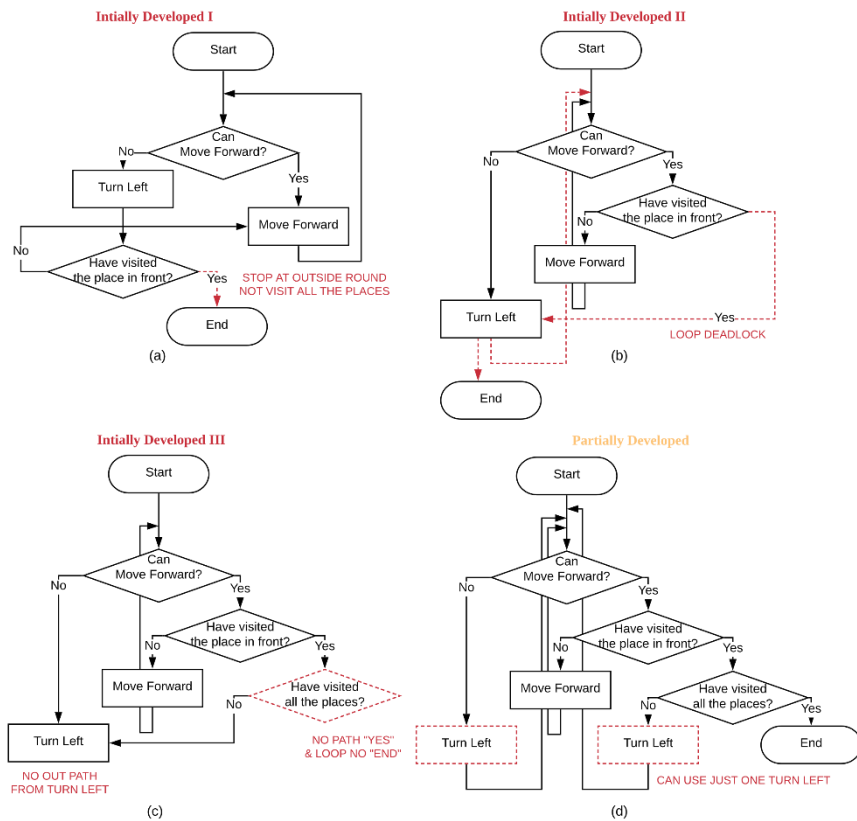 Intially Developed I
Start
Can
Move Forward?
No
Yes
Turn Left
Move Forward
No
Have visited
the place in front?
Yes
STOP AT OUTSIDE ROUND
NOT VISIT ALL THE PLACES
End
(a)
Intially Developed II
Start
Can
Move Forward?
No
Yes
Have visited
the place in front?
No
Move Forward
Turn Left
Yes
LOOP DEADLOCK
(b)
End
Intially Developed III
Start
Can
Move Forward?
No
Yes
Have visited
the place in front?
No
Yes
Move Forward
Have visited
all the places?
No
Turn Left
NO PATH "YES"
& LOOP NO "END"
NO OUT PATH
FROM TURN LEFT
(c)
Partially Developed
Start
Can
Move Forward?
No
Yes
Have visited
the place in front?
No
Yes
Move Forward
Have visited
all the places?
No
Yes
Turn Left
Turn Left
End
CAN USE JUST ONE TURN LEFT
(d)